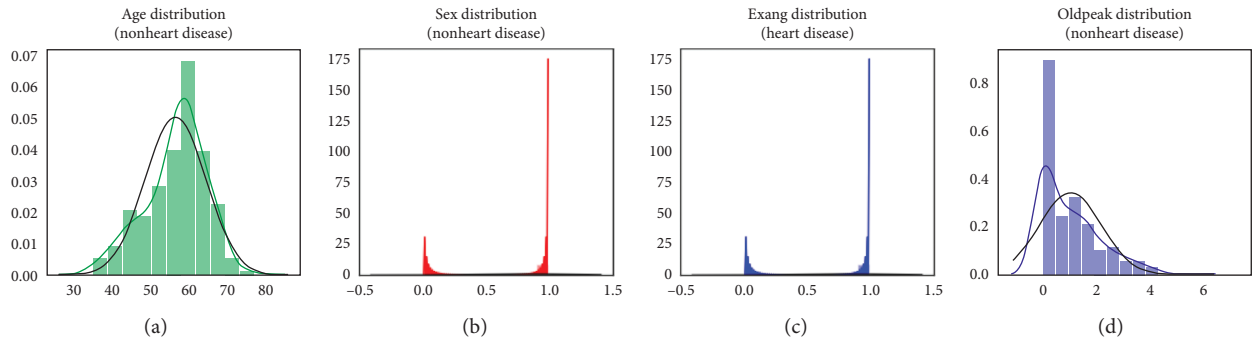 Age distribution
(nonheart disease)
0.07
0.06
0.05
0.04
0.03
0.02
0.01
0.00
30 40 50 60 70 80
(a)
Sex distribution
(nonheart disease)
175
150
125
100
75
50
25
0
−0.5 0.0 0.5 1.0 1.5
(b)
Exang distribution
(heart disease)
175
150
125
100
75
50
25
0
−0.5 0.0 0.5 1.0 1.5
(c)
Oldpeak distribution
(nonheart disease)
0.8
0.6
0.4
0.2
0.0
0 2 4 6
(d)